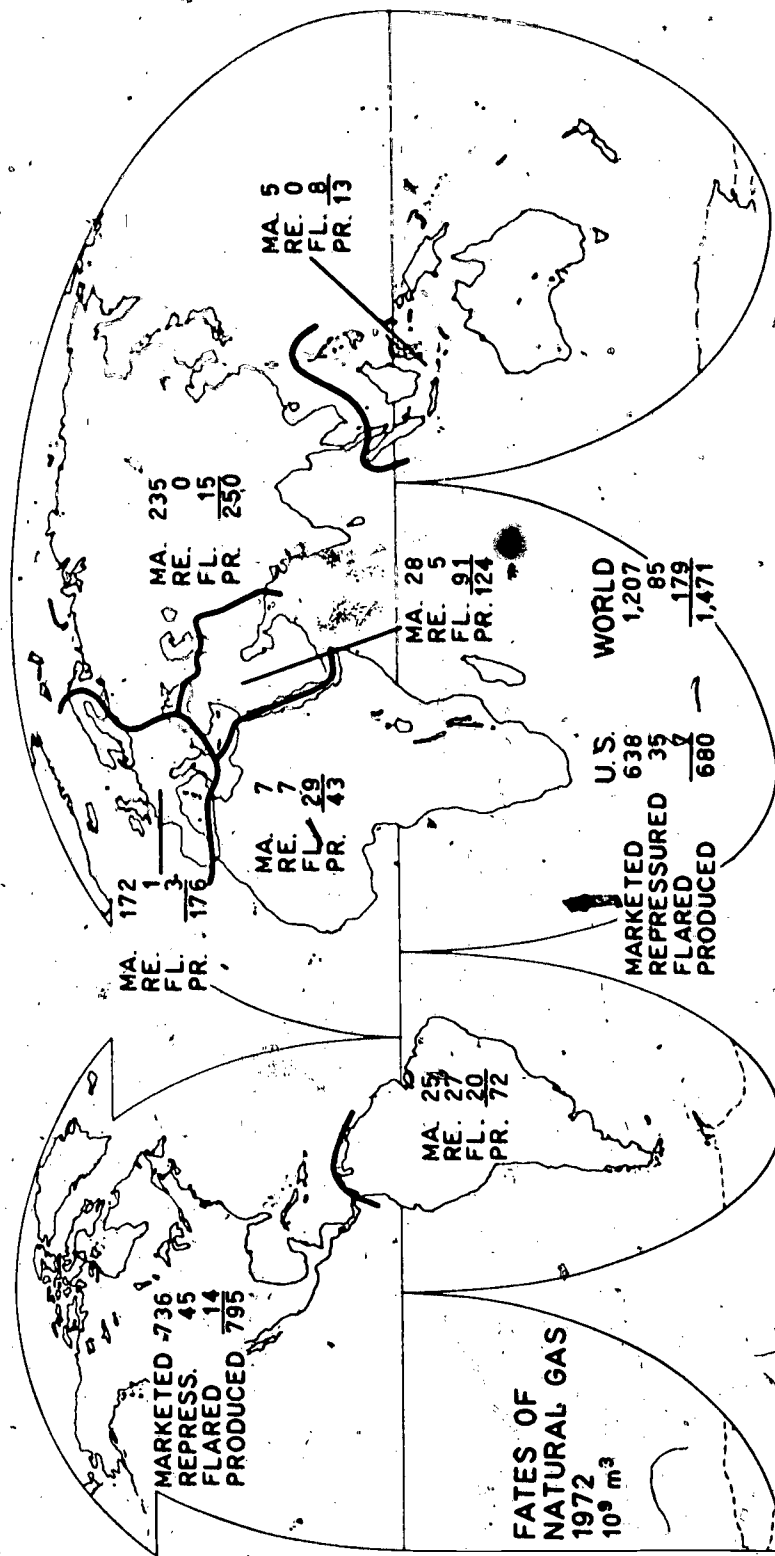 MARKETED 736
REPRESS. 45
FLARED 14
PRODUCED 795
MA. 172
RE. 1
FL. 3
PR. 176
MA. 235
RE. 0
FL. 15
PR. 250
MA. 5
RE. 0
FL. 8
PR. 13
MA. 7
RE. 7
FL. 29
PR. 43
MA. 28
RE. 5
FL. 91
PR. 124
MA. 25
RE. 27
FL. 20
PR. 72
FATES OF
NATURAL GAS
1972
10⁹ m³
U.S. WORLD
MARKETED 638 1,207
REPRESSURED 35 85
FLARED 7 179
PRODUCED 680 1,471